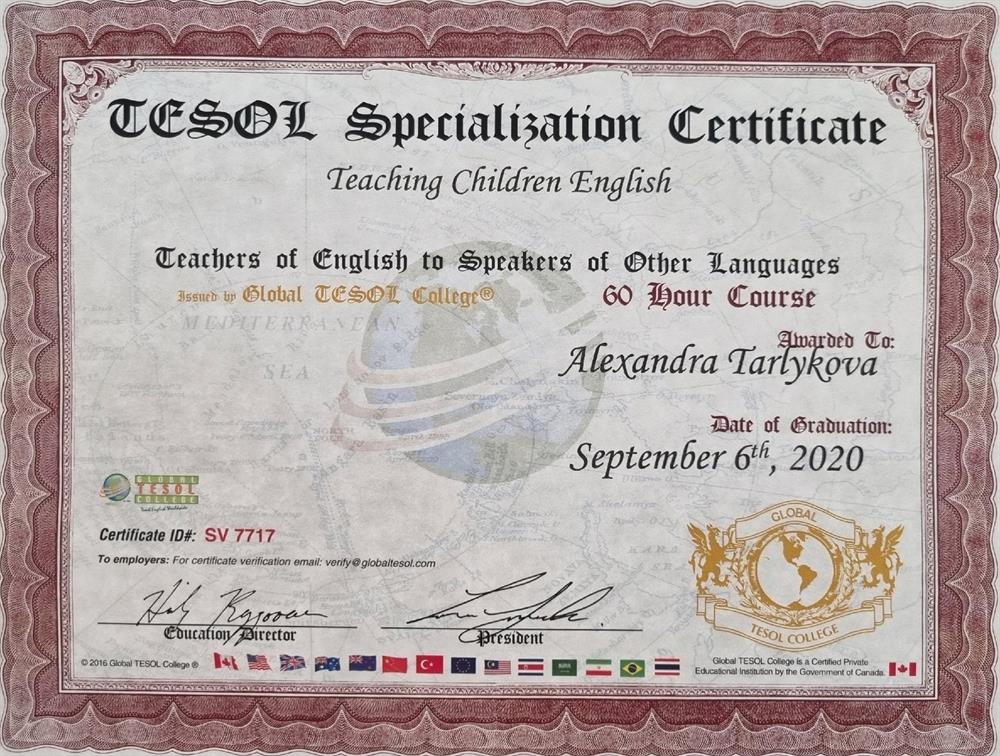 TESOL Specialization Certificate
Teaching Children English
Teachers of English to Speakers of Other Languages
Issued by Global TESOL College®
60 Hour Course
Awarded To:
Alexandra Tarlykova
Date of Graduation:
September 6th, 2020
MEDITERRANEAN
SEA
GLOBAL
TESOL
COLLEGE
Certificate ID#: SV 7717
To employers: For certificate verification email: verify@globaltesol.com
Education Director
President
GLOBAL
TESOL COLLEGE
© 2016 Global TESOL College ®
Global TESOL College is a Certified Private
Educational Institution by the Government of Canada.